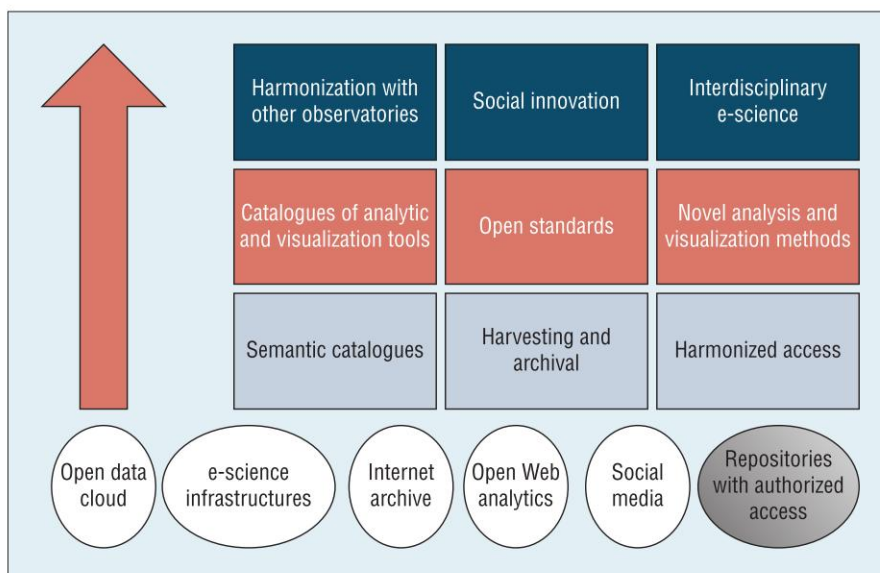 Harmonization with
other observatories
Social innovation
Interdisciplinary
e-science
Catalogues of analytic
and visualization tools
Open standards
Novel analysis and
visualization methods
Semantic catalogues
Harvesting and
archival
Harmonized access
Open data
cloud
e-science
infrastructures
Internet
archive
Open Web
analytics
Social
media
Repositories
with authorized
access